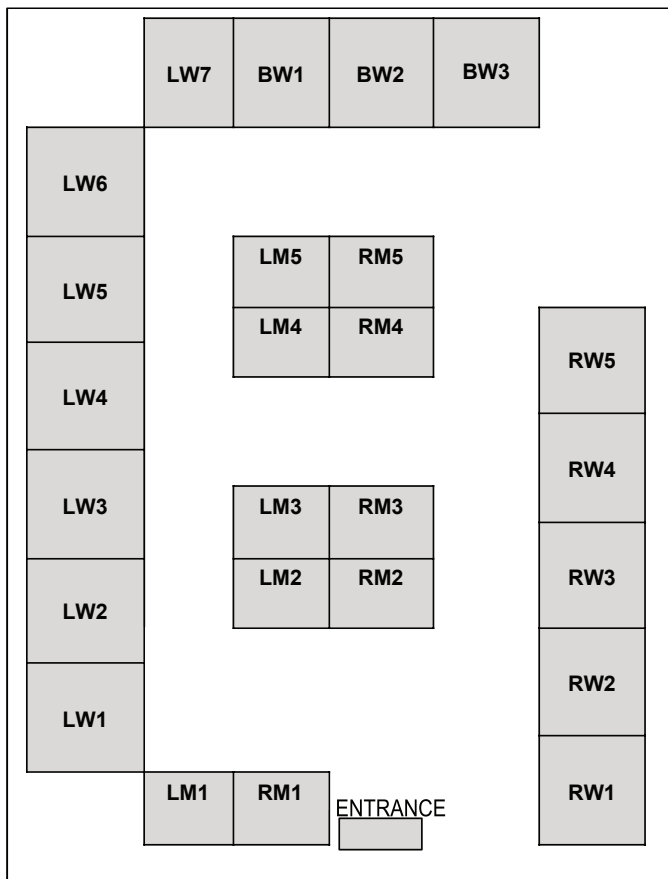 LW7 BW1 BW2 BW3
LW6
LM5 RM5
LW5
LM4 RM4
RW5
LW4
RW4
LM3 RM3
LW3
RW3
LM2 RM2
LW2
RW2
LW1
LM1 RM1
RW1
ENTRANCE